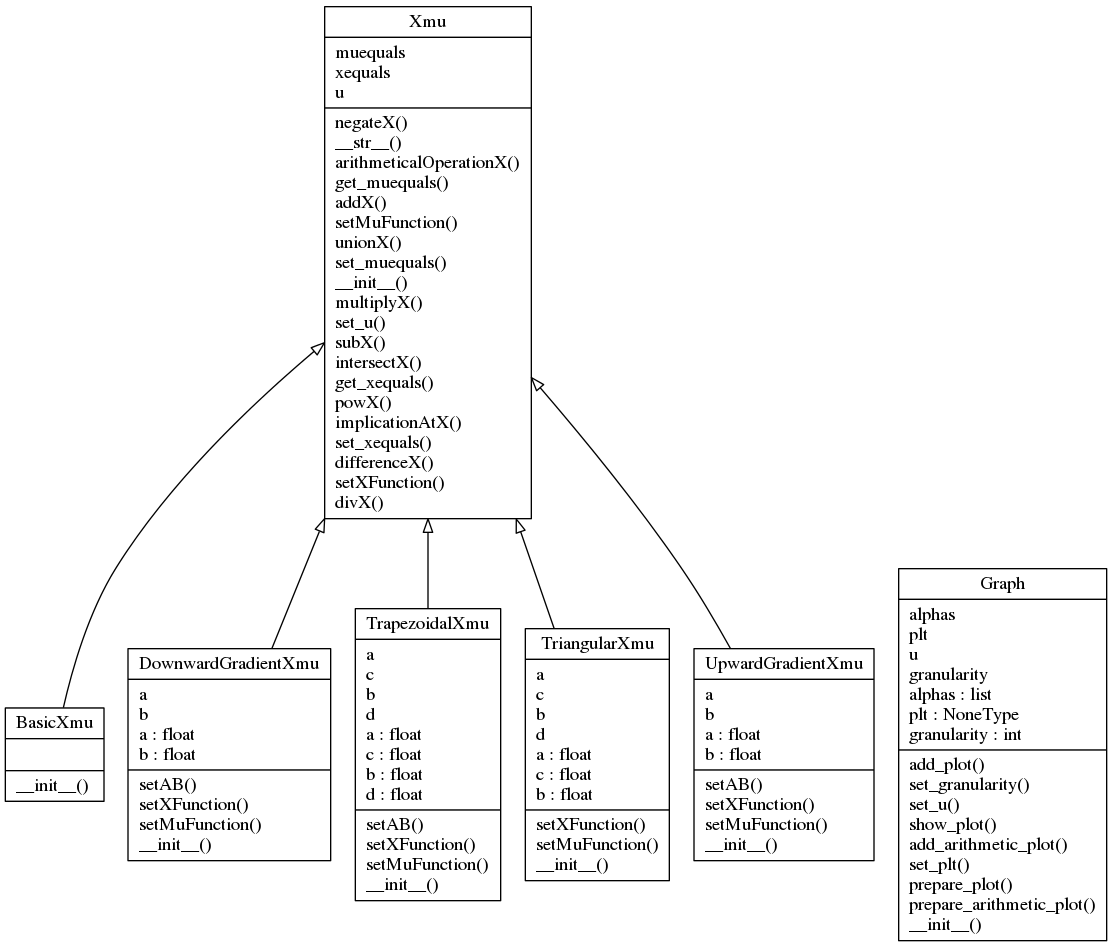 Xmu
muequals
xequals
u
negateX()
__str__()
arithmeticalOperationX()
get_muequals()
addX()
setMuFunction()
unionX()
set_muequals()
__init__()
multiplyX()
set_u()
subX()
intersectX()
get_xequals()
powX()
implicationAtX()
set_xequals()
differenceX()
setXFunction()
divX()
BasicXmu
__init__()
DownwardGradientXmu
a
b
a : float
b : float
setAB()
setXFunction()
setMuFunction()
__init__()
TrapezoidalXmu
a
c
b
d
a : float
c : float
b : float
d : float
setAB()
setXFunction()
setMuFunction()
__init__()
TriangularXmu
a
c
b
d
a : float
c : float
b : float
setXFunction()
setMuFunction()
__init__()
UpwardGradientXmu
a
b
a : float
b : float
setAB()
setXFunction()
setMuFunction()
__init__()
Graph
alphas
plt
u
granularity
alphas : list
plt : NoneType
granularity : int
add_plot()
set_granularity()
set_u()
show_plot()
add_arithmetic_plot()
set_plt()
prepare_plot()
prepare_arithmetic_plot()
__init__()